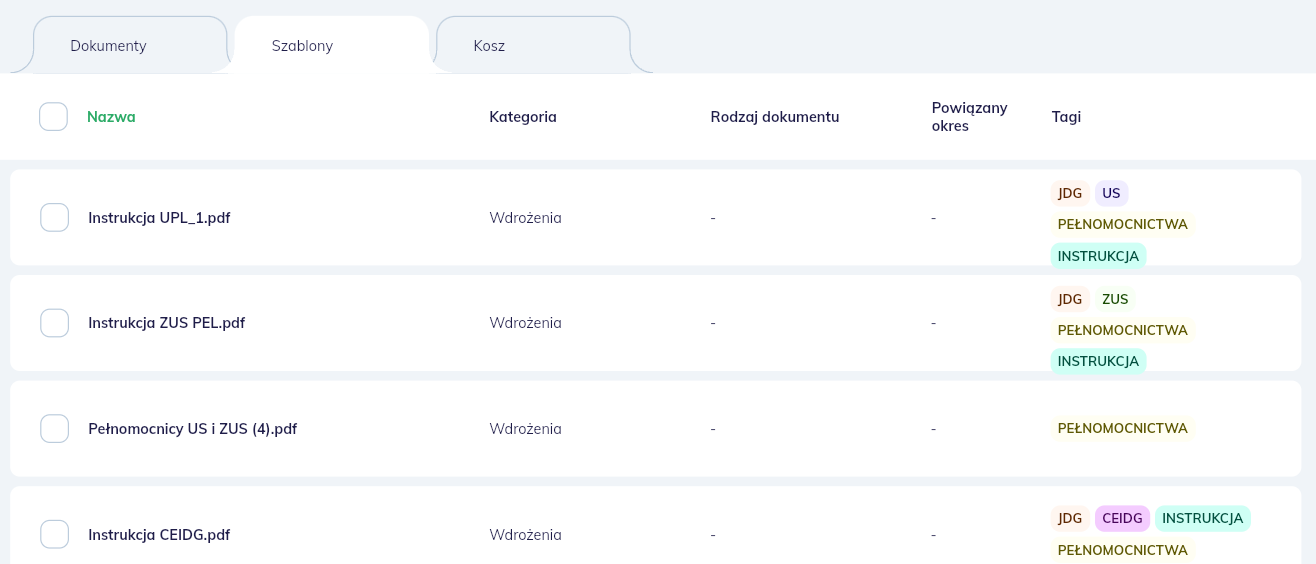 Dokumenty Szablony Kosz
Nazwa Kategoria Rodzaj dokumentu Powiązany okres Tagi
Instrukcja UPL_1.pdf Wdrożenia - - JDG US
PEŁNOMOCNICTWA
INSTRUKCJA
Instrukcja ZUS PEL.pdf Wdrożenia - - JDG ZUS
PEŁNOMOCNICTWA
INSTRUKCJA
Pełnomocnicy US i ZUS (4).pdf Wdrożenia - - PEŁNOMOCNICTWA
Instrukcja CEIDG.pdf Wdrożenia - - JDG CEIDG INSTRUKCJA
PEŁNOMOCNICTWA